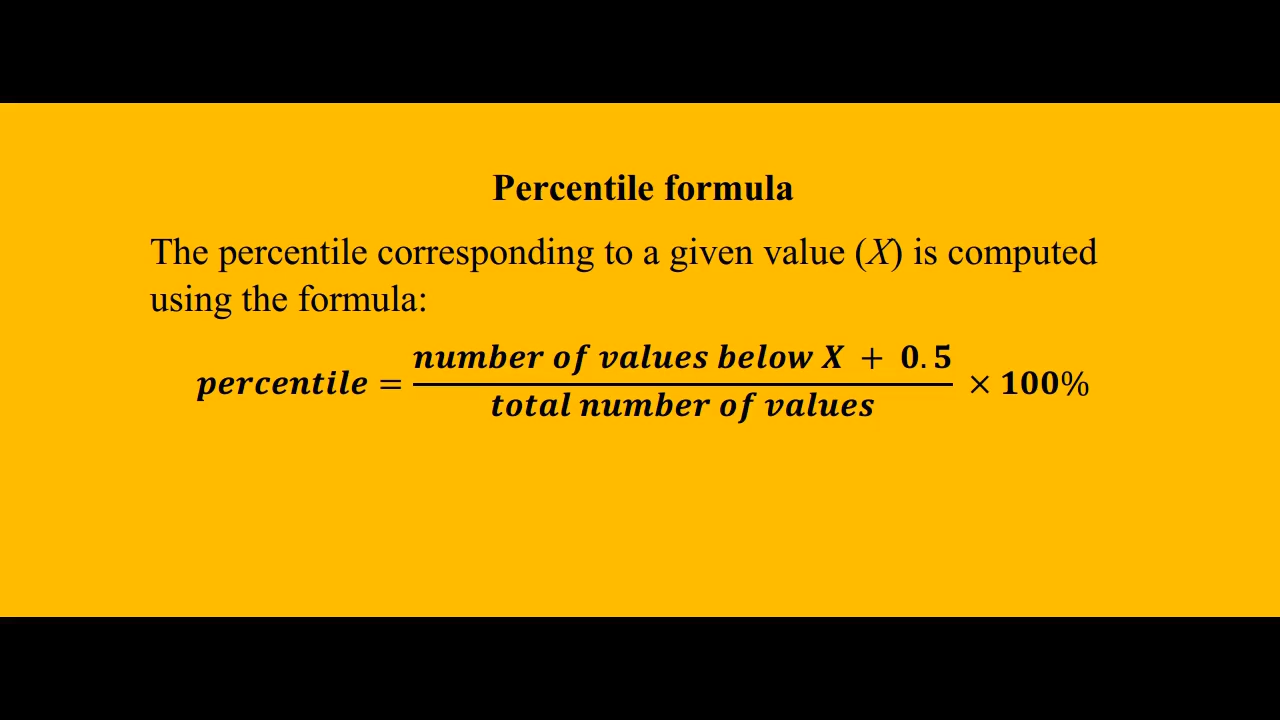 Percentile formula
The percentile corresponding to a given value (X) is computed
using the formula:
percentile = (number of values below X + 0.5) / (total number of values) × 100%